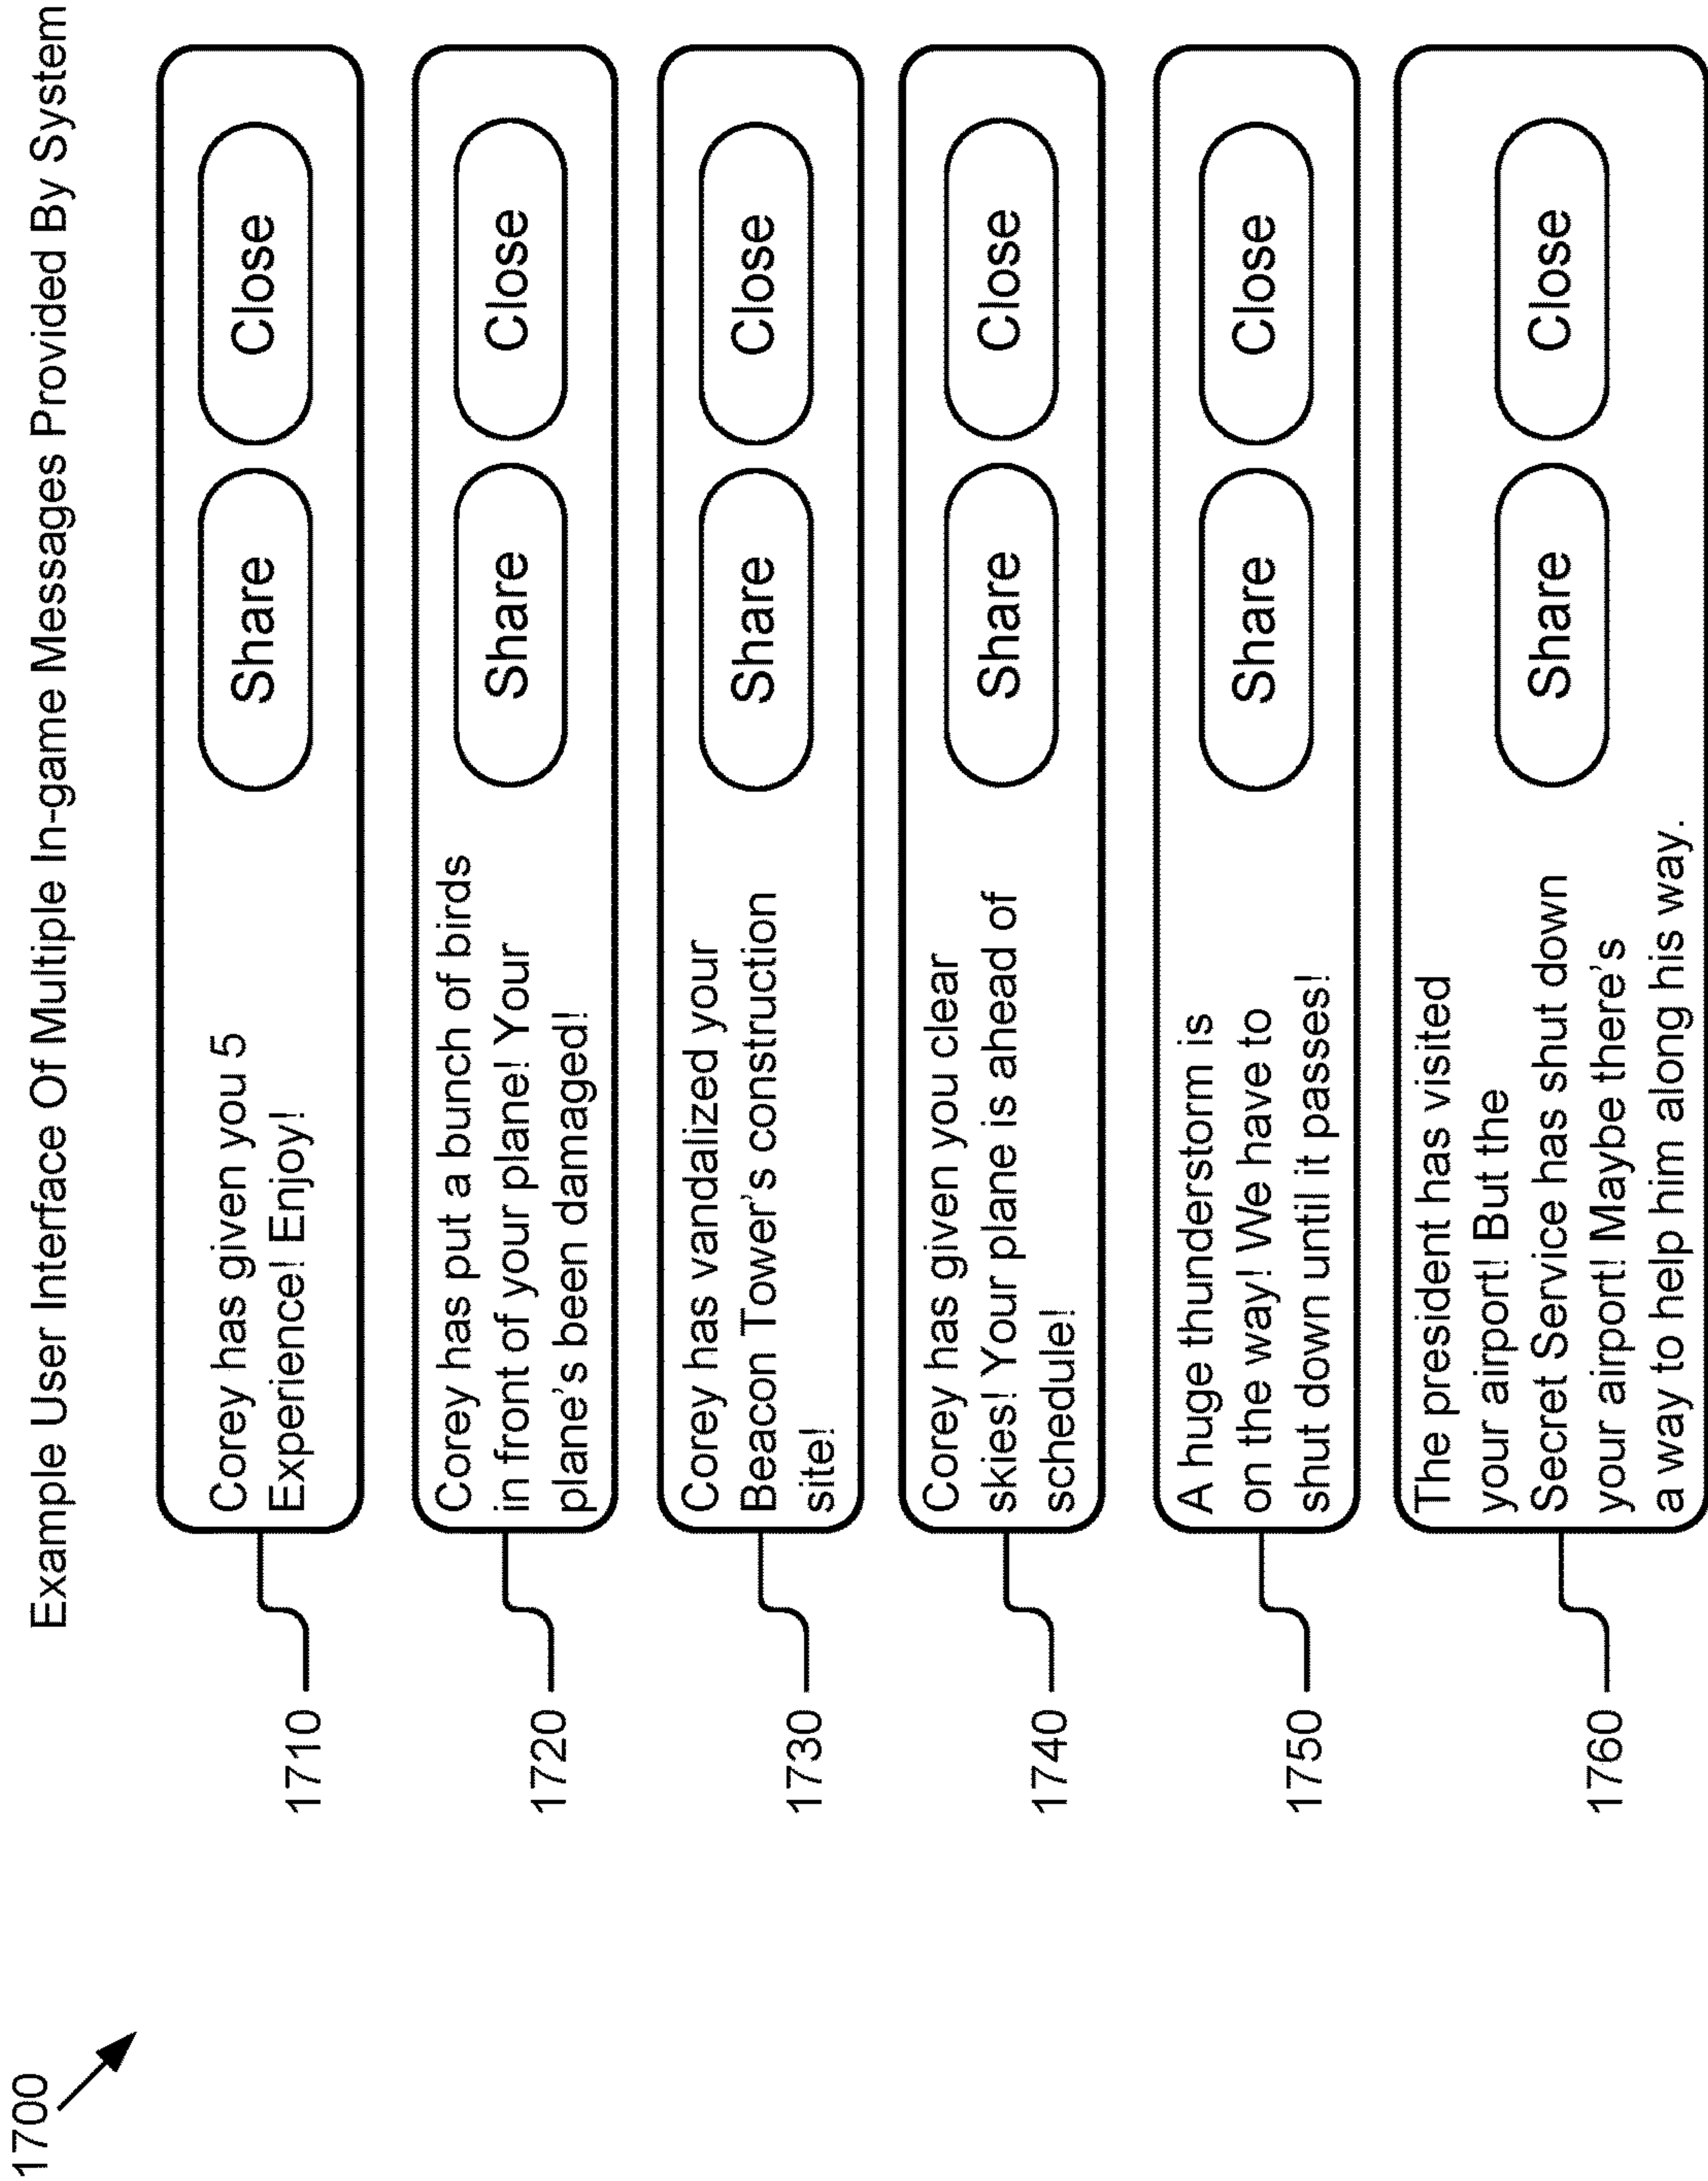 1700
Example User Interface Of Multiple In-game Messages Provided By System
1710
Corey has given you 5
Experience! Enjoy!
Share
Close
1720
Corey has put a bunch of birds
in front of your plane! Your
plane's been damaged!
Share
Close
1730
Corey has vandalized your
Beacon Tower's construction
site!
Share
Close
1740
Corey has given you clear
skies! Your plane is ahead of
schedule!
Share
Close
1750
A huge thunderstorm is
on the way! We have to
shut down until it passes!
Share
Close
1760
The president has visited
your airport! But the
Secret Service has shut down
your airport! Maybe there's
a way to help him along his way.
Share
Close